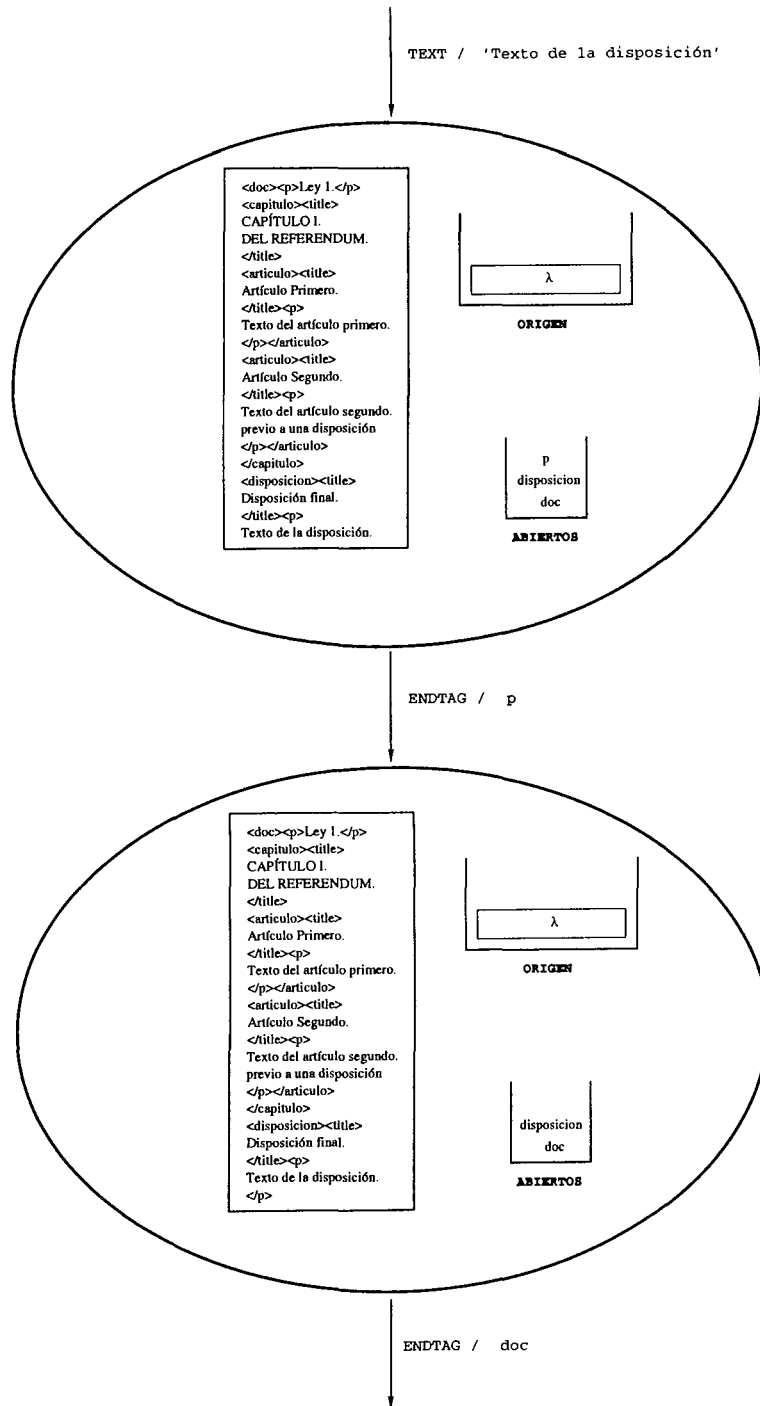 TEXT / 'Texto de la disposición'
<doc><p>Ley 1.</p>
<capitulo><title>
CAPÍTULO I.
DEL REFERENDUM.
</title>
<articulo><title>
Artículo Primero.
</title><p>
Texto del artículo primero.
</p></articulo>
<articulo><title>
Artículo Segundo.
</title><p>
Texto del artículo segundo.
previo a una disposición
</p></articulo>
</capitulo>
<disposicion><title>
Disposición final.
</title><p>
Texto de la disposición.
λ
ORIGEN
p
disposicion
doc
ABIERTOS
ENDTAG / p
<doc><p>Ley 1.</p>
<capitulo><title>
CAPÍTULO I.
DEL REFERENDUM.
</title>
<articulo><title>
Artículo Primero.
</title><p>
Texto del artículo primero.
</p></articulo>
<articulo><title>
Artículo Segundo.
</title><p>
Texto del artículo segundo.
previo a una disposición
</p></articulo>
</capitulo>
<disposicion><title>
Disposición final.
</title><p>
Texto de la disposición.
</p>
λ
ORIGEN
disposicion
doc
ABIERTOS
ENDTAG / doc